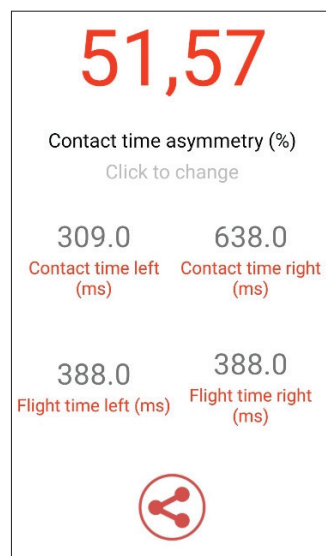 51,57
Contact time asymmetry (%)
Click to change
309.0
638.0
Contact time left
(ms)
Contact time right
(ms)
388.0
388.0
Flight time left (ms)
Flight time right
(ms)